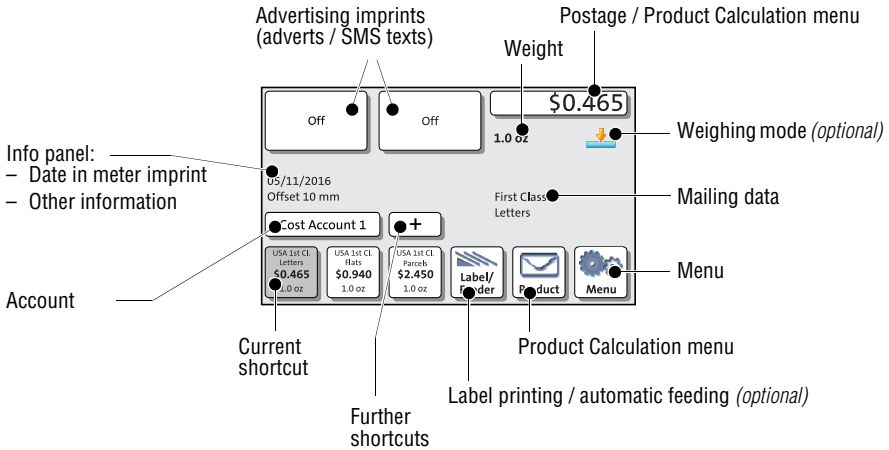 Advertising imprints
(adverts / SMS texts)
Postage / Product Calculation menu
Weight
Off
Off
$0.465
1.0 oz
Weighing mode (optional)
Info panel:
– Date in meter imprint
– Other information
05/11/2016
Offset 10 mm
First Class
Letters
Mailing data
Cost Account 1
+
USA 1st Cl.
Letters
$0.465
1.0 oz
USA 1st Cl.
Flats
$0.940
1.0 oz
USA 1st Cl.
Parcels
$2.450
1.0 oz
Label/
Feeder
Product
Menu
Menu
Account
Current
shortcut
Product Calculation menu
Label printing / automatic feeding (optional)
Further
shortcuts